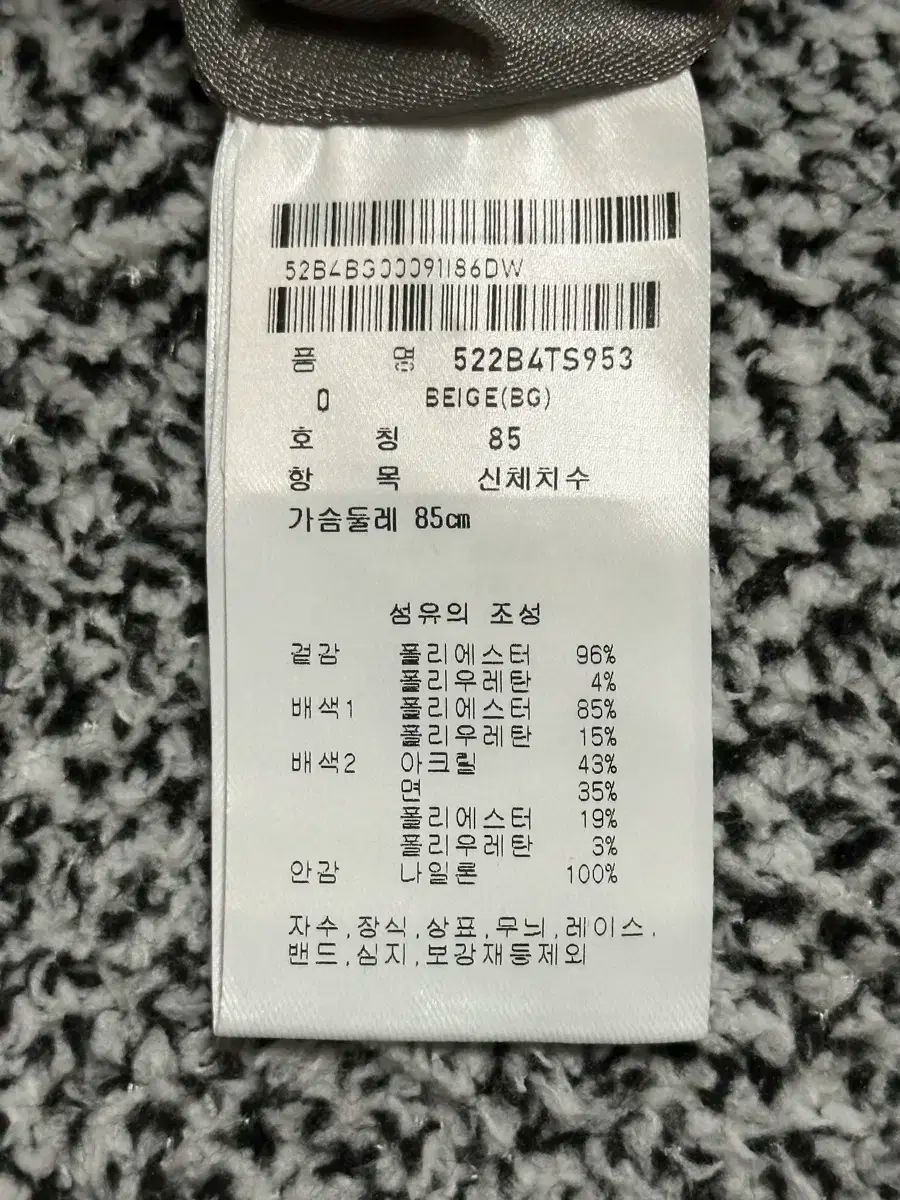 52B4BG00091186DW
품 명 522B4TS953
0 BEIGE(BG)
호 칭 85
항 목 신체치수
가슴둘레 85cm
섬유의 조성
겉감 폴리에스터 96%
폴리우레탄 4%
배색1 폴리에스터 85%
폴리우레탄 15%
배색2 아크릴 43%
면 35%
폴리에스터 19%
폴리우레탄 3%
안감 나일론 100%
자수,장식,상표,무늬,레이스,
밴드,심지,보강재등제외